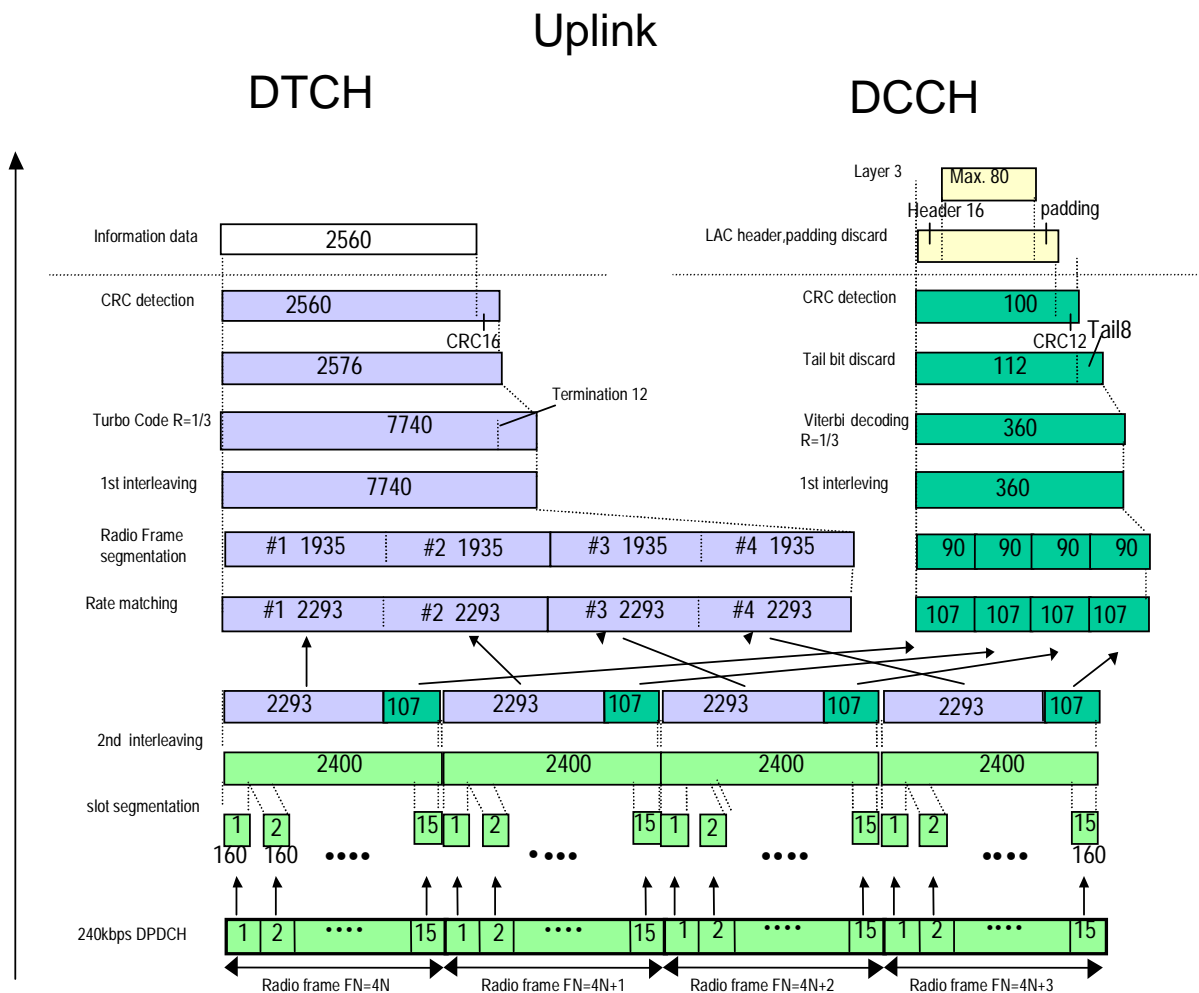 Uplink
DTCH
DCCH
Layer 3
Max. 80
Header 16
padding
Information data
2560
LAC header,padding discard
CRC detection
2560
CRC detection
100
CRC16
CRC12
Tail8
2576
Tail bit discard
112
Termination 12
Turbo Code R=1/3
7740
Viterbi decoding
R=1/3
360
1st interleaving
7740
1st interleving
360
Radio Frame
segmentation
#1 1935
#2 1935
#3 1935
#4 1935
90
90
90
90
Rate matching
#1 2293
#2 2293
#3 2293
#4 2293
107
107
107
107
2293
107
2293
107
2293
107
2293
107
2nd interleaving
2400
2400
2400
2400
slot segmentation
1
2
15
1
2
15
1
2
15
1
2
15
160
160
160
240kbps DPDCH
1
2
15
1
2
15
1
2
15
1
2
15
Radio frame FN=4N
Radio frame FN=4N+1
Radio frame FN=4N+2
Radio frame FN=4N+3